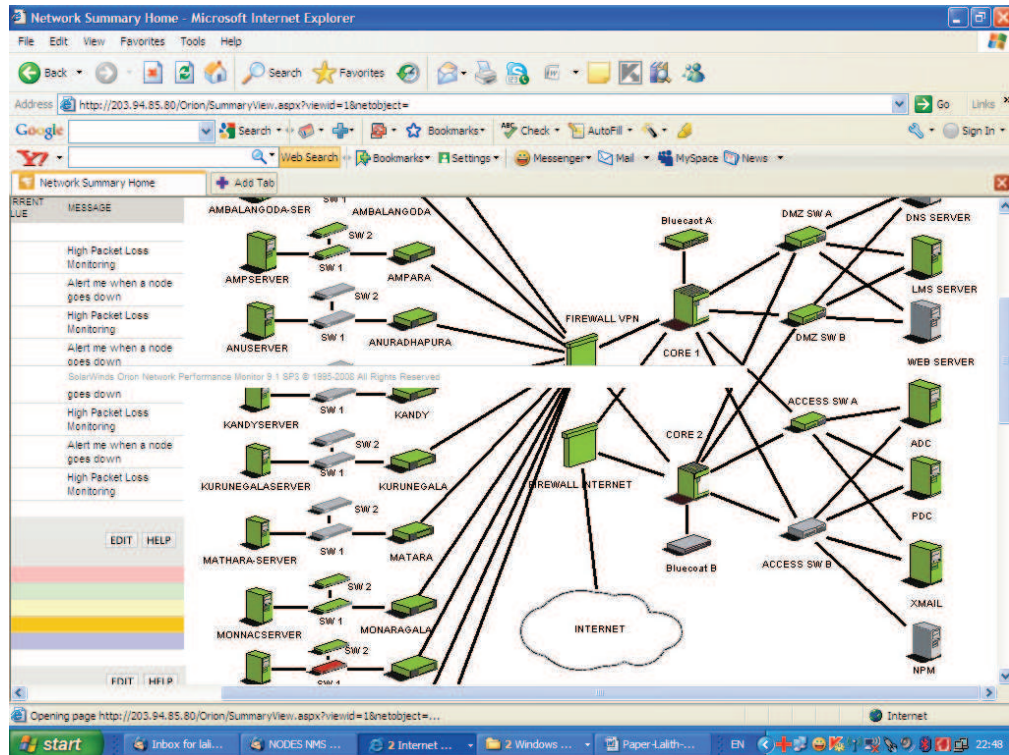 Network Summary Home - Microsoft Internet Explorer
File Edit View Favorites Tools Help
Back Search Favorites
Address http://203.94.85.80/Orion/SummaryView.aspx?viewid=1&netobject= Go Links
Google Search Bookmarks Check AutoFill Sign In
Y7 Web Search Bookmarks Settings Messenger Mail MySpace News
Network Summary Home Add Tab
RRENT
LUE
MESSAGE
High Packet Loss
Monitoring
Alert me when a node
goes down
High Packet Loss
Monitoring
Alert me when a node
goes down
SolarWinds Orion Network Performance Monitor 9.1 SP3 © 1995-2008 All Rights Reserved
goes down
High Packet Loss
Monitoring
Alert me when a node
goes down
High Packet Loss
Monitoring
EDIT HELP
EDIT HELP
AMBALANGODA-SER SW 1 AMBALANGODA
SW 2
AMPSERVER SW 1 AMPARA
SW 2
ANUSERVER SW 1 ANURADHAPURA
KANDYSERVER SW 1 KANDY
SW 2
KURUNEGALASERVER SW 1 KURUNEGALA
SW 2
MATHARA-SERVER SW 1 MATARA
SW 2
MONNACSERVER SW 1 MONARAGALA
SW 2
SW 1
FIREWALL VPN
FIREWALL INTERNET
INTERNET
Bluecaot A
CORE 1
CORE 2
Bluecoat B
DMZ SW A
DMZ SW B
ACCESS SW A
ACCESS SW B
DNS SERVER
LMS SERVER
WEB SERVER
ADC
PDC
XMAIL
NPM
Opening page http://203.94.85.80/Orion/SummaryView.aspx?viewid=1&netobject=... Internet
start Inbox for lali... NODES NMS ... 2 Internet ... 2 Windows ... Paper-Lalith-... EN 22:48